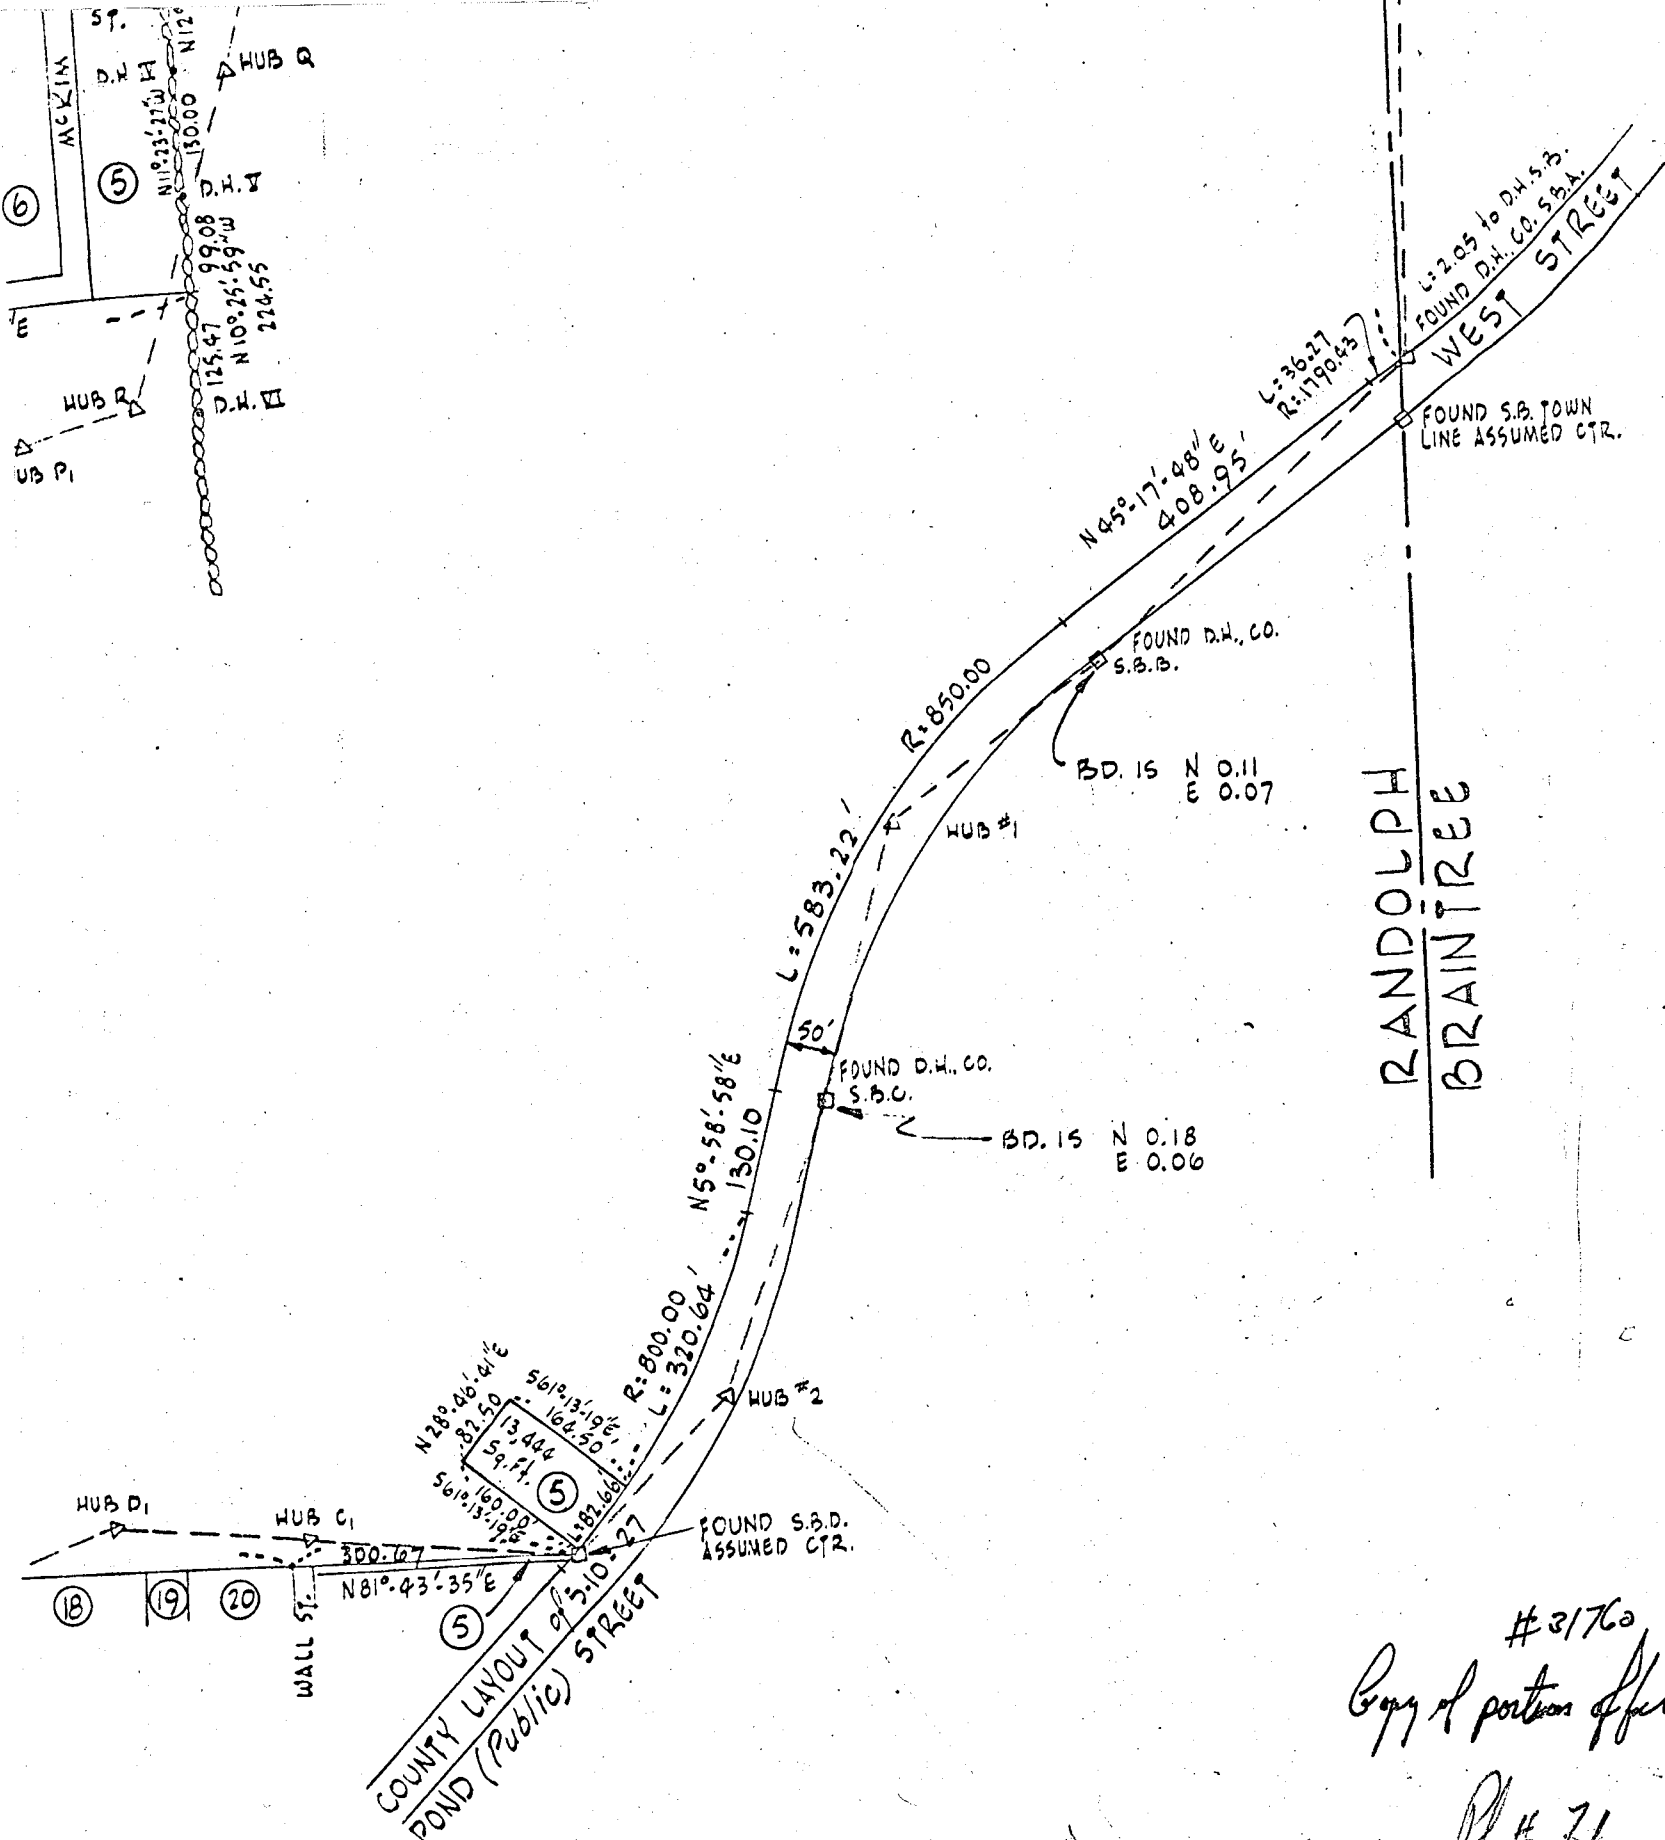 ST.
McKIM
D.H. VI
N11°-23'-27"W
130.00
N12°
HUB Q
5
6
D.H. V
99.08
N10°-25'-59"W
224.55
125.47
'E
HUB R
D.H. VI
UB P1
L=2.05 to D.H. S.B.
FOUND D.H., CO. S.B.A.
WEST STREET
L=36.27
R=1790.43
FOUND S.B. TOWN
LINE ASSUMED CTR.
N45°-17'-48"E
408.95'
FOUND D.H., CO.
S.B.B.
R=850.00
BD. IS N 0.11
E 0.07
HUB #1
L=583.22'
RANDOLPH
BRAINTREE
50'
FOUND D.H., CO.
S.B.C.
N5°-58'-58"E
130.10
BD. IS N 0.18
E 0.06
R=800.00
L=320.64'
HUB #2
N28°-46'-41"E
82.50
S61°-13'-19"E
164.50
13,444
Sq. Ft.
5
160.00
S61°-13'-19"E
L=82.66
HUB D1
HUB C1
FOUND S.B.D.
ASSUMED CTR.
300.67
N81°-43'-35"E
18
19
20
WALL ST.
5
COUNTY LAYOUT of 5-10-27
POND (Public) STREET
Copy of portion of